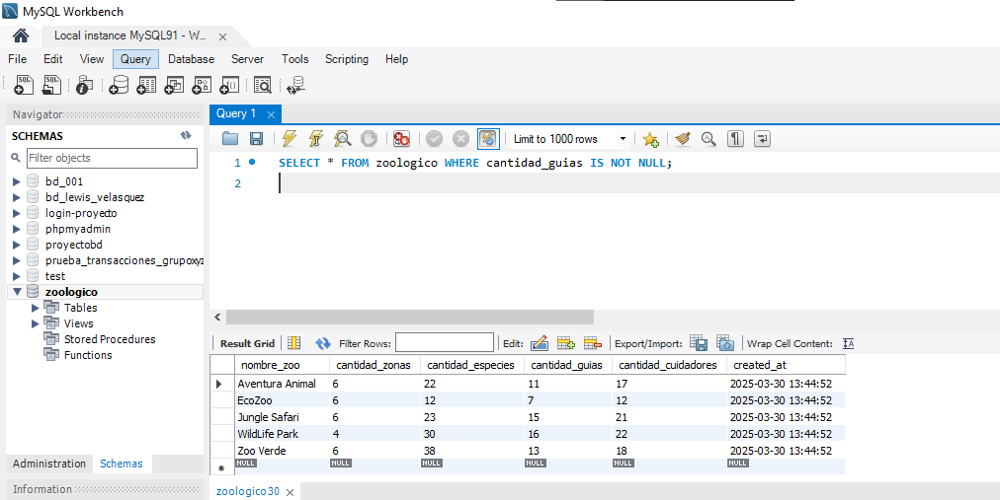 MySQL Workbench
Local instance MySQL91 - W... ×
File Edit View Query Database Server Tools Scripting Help
Navigator
SCHEMAS
Filter objects
bd_001
bd_lewis_velasquez
login-proyecto
phpmyadmin
proyectobd
prueba_transacciones_grupoxyz
test
zoologico
Tables
Views
Stored Procedures
Functions
Administration Schemas
Information
Query 1 ×
Limit to 1000 rows
1 SELECT * FROM zoologico WHERE cantidad_guias IS NOT NULL;
2
Result Grid Filter Rows: Edit: Export/Import: Wrap Cell Content: IA
nombre_zoo cantidad_zonas cantidad_especies cantidad_guias cantidad_cuidadores created_at
Aventura Animal 6 22 11 17 2025-03-30 13:44:52
EcoZoo 6 12 7 12 2025-03-30 13:44:52
Jungle Safari 6 23 15 21 2025-03-30 13:44:52
WildLife Park 4 30 16 22 2025-03-30 13:44:52
Zoo Verde 6 38 13 18 2025-03-30 13:44:52
NULL NULL NULL NULL NULL NULL
zoologico 30 ×